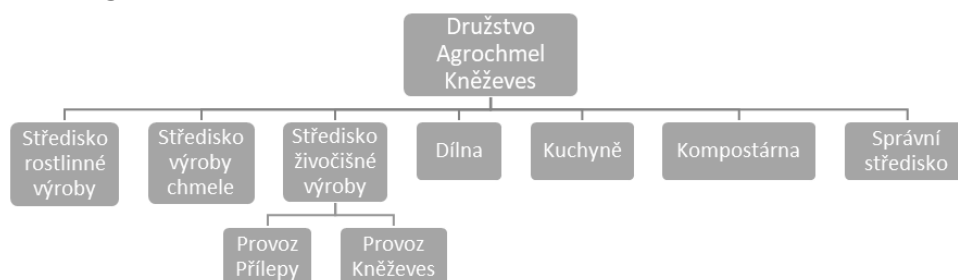 Družstvo
Agrochmel
Kněževes
Středisko
rostlinné
výroby
Středisko
výroby
chmele
Středisko
živočišné
výroby
Dílna
Kuchyně
Kompostárna
Správní
středisko
Provoz
Přílepy
Provoz
Kněževes